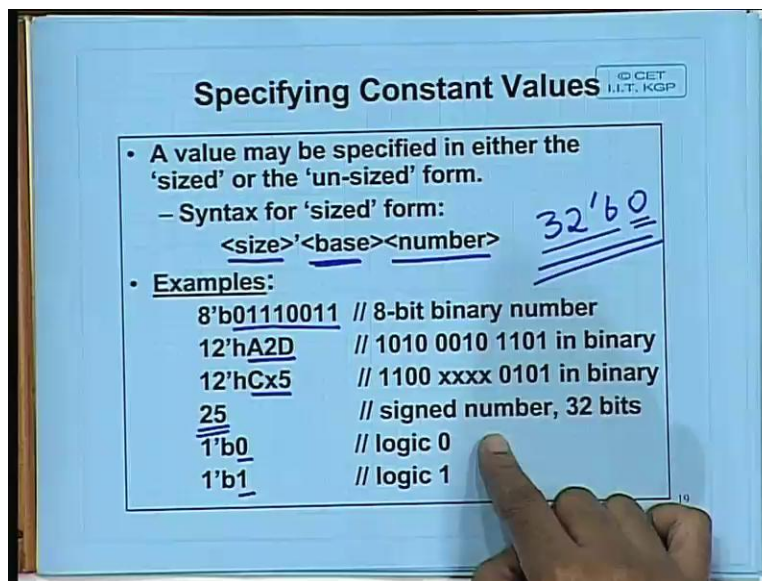 Specifying Constant Values
© CET
I.I.T. KGP
• A value may be specified in either the
'sized' or the 'un-sized' form.
– Syntax for 'sized' form:
<size>'<base><number>
32'b0
• Examples:
8'b01110011 // 8-bit binary number
12'hA2D // 1010 0010 1101 in binary
12'hCx5 // 1100 xxxx 0101 in binary
25 // signed number, 32 bits
1'b0 // logic 0
1'b1 // logic 1
19